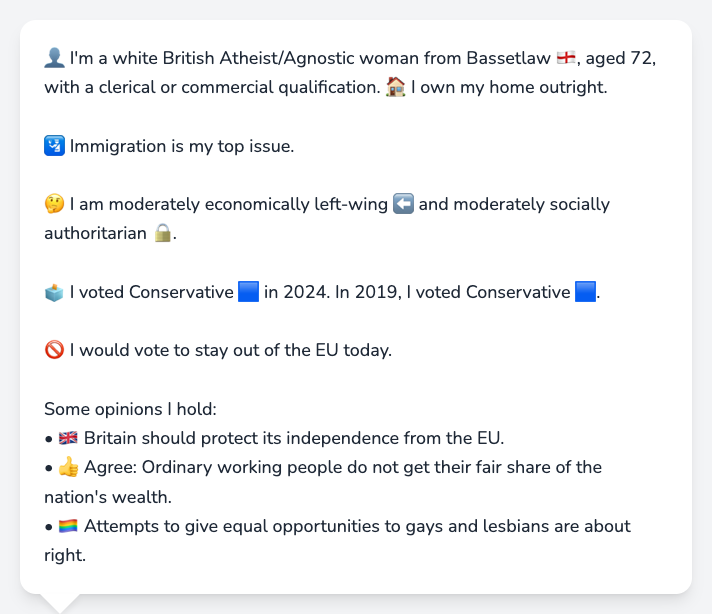 👤 I'm a white British Atheist/Agnostic woman from Bassetlaw 🏴󠁧󠁢󠁥󠁮󠁧󠁿, aged 72,
with a clerical or commercial qualification. 🏠 I own my home outright.
🛂 Immigration is my top issue.
🤔 I am moderately economically left-wing ⬅️ and moderately socially
authoritarian 🔒.
🗳️ I voted Conservative 🟦 in 2024. In 2019, I voted Conservative 🟦.
🚫 I would vote to stay out of the EU today.
Some opinions I hold:
• 🇬🇧 Britain should protect its independence from the EU.
• 👍 Agree: Ordinary working people do not get their fair share of the
nation's wealth.
• 🏳️‍🌈 Attempts to give equal opportunities to gays and lesbians are about
right.